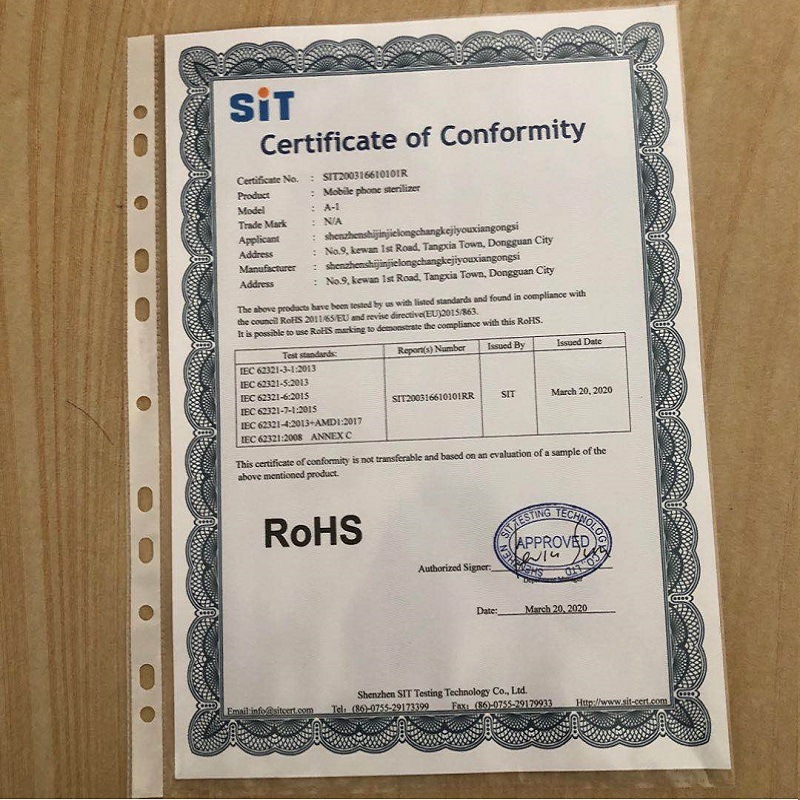 SiT
Certificate of Conformity
Certificate No. : SIT200316610101R
Product : Mobile phone sterilizer
Model : A-1
Trade Mark : N/A
Applicant : shenzhenshijinjielongchangkejiyouxiangongsi
Address : No.9, kewan 1st Road, Tangxia Town, Dongguan City
Manufacturer : shenzhenshijinjielongchangkejiyouxiangongsi
Address : No.9, kewan 1st Road, Tangxia Town, Dongguan City
The above products have been tested by us with listed standards and found in compliance with
the council RoHS 2011/65/EU and revise directive(EU)2015/863.
It is possible to use RoHS marking to demonstrate the compliance with this RoHS.
Test standards: Report(s) Number Issued By Issued Date
IEC 62321-3-1:2013
IEC 62321-5:2013
IEC 62321-6:2015
IEC 62321-7-1:2015
IEC 62321-4:2013+AMD1:2017
IEC 62321:2008 ANNEX C
SIT200316610101RR SIT March 20, 2020
This certificate of conformity is not transferable and based on an evaluation of a sample of the
above mentioned product.
RoHS
SHENZHEN SIT TESTING TECHNOLOGY CO., LTD
APPROVED
Authorized Signer:
Date: March 20, 2020
Shenzhen SIT Testing Technology Co., Ltd.
Email:info@sitcert.com Tel: (86)-0755-29173399 Fax: (86)-0755-29179933 Http://www.sit-cert.com